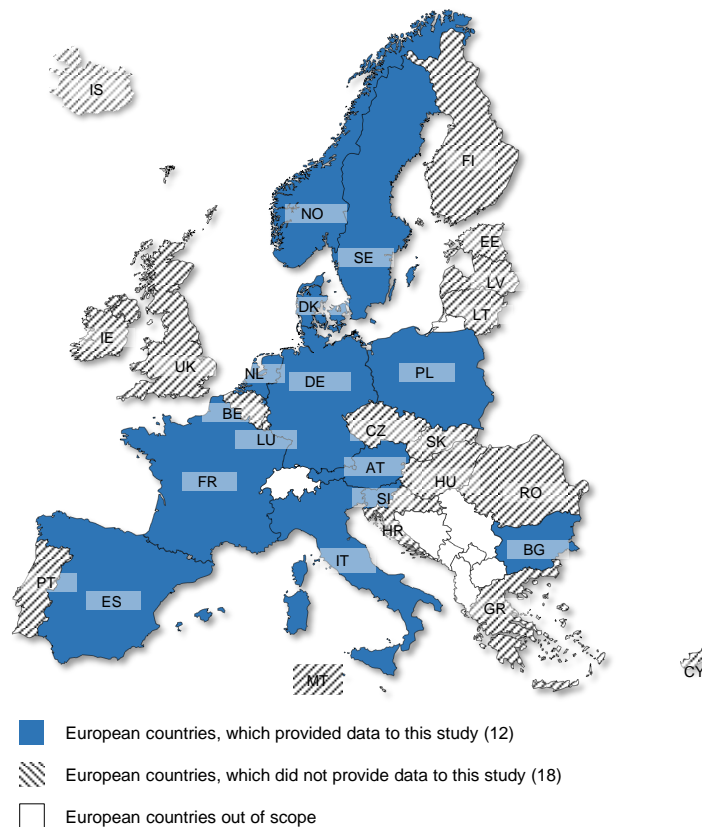 IS
FI
NO
SE
EE
LV
LT
DK
IE
UK
NL
DE
PL
BE
LU
CZ
SK
FR
AT
HU
SI
RO
HR
BG
IT
PT
ES
GR
MT
CY
European countries, which provided data to this study (12)
European countries, which did not provide data to this study (18)
European countries out of scope